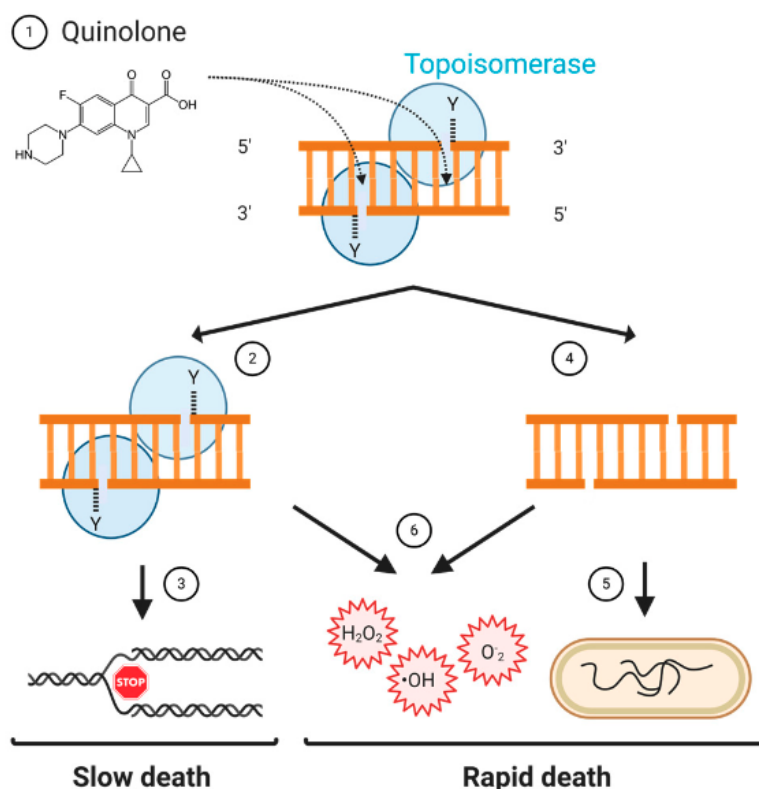 1 Quinolone
Topoisomerase
O
O
F
OH
N
N
HN
Y
5'
3'
3'
5'
Y
2
4
Y
Y
6
3
5
H₂O₂
O⁻₂
•OH
STOP
Slow death
Rapid death